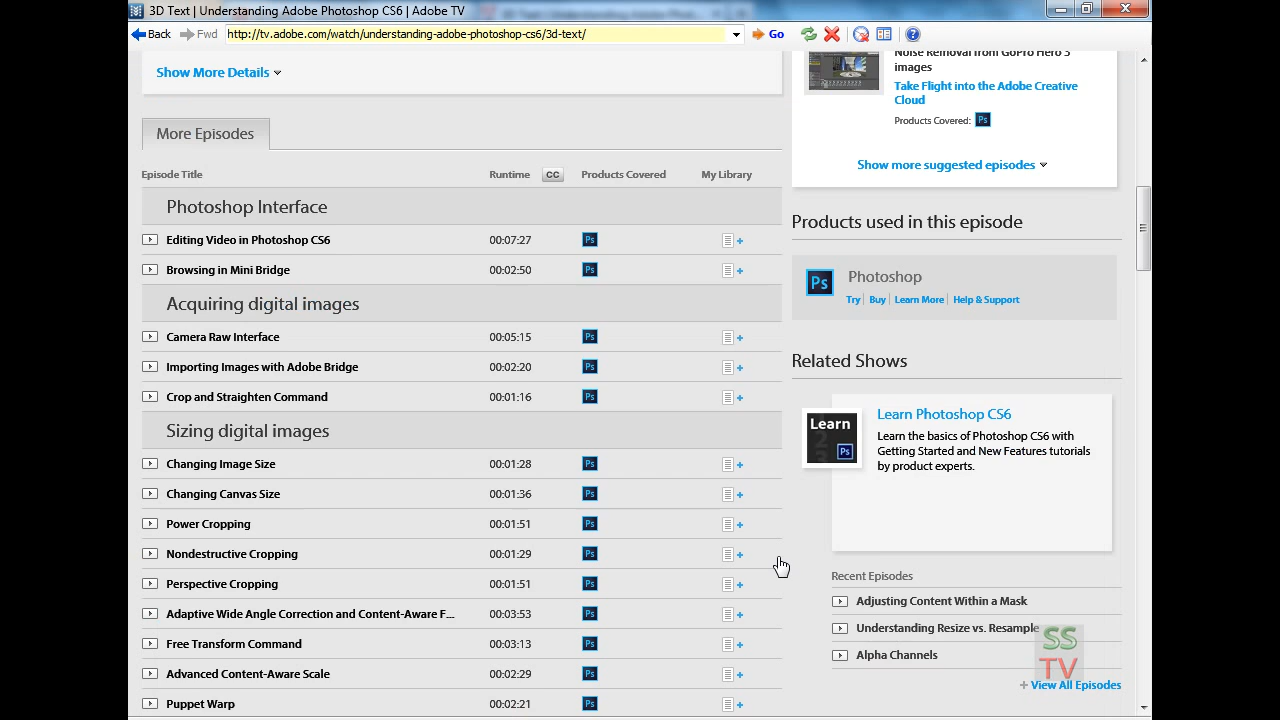 3D Text | Understanding Adobe Photoshop CS6 | Adobe TV
Back Fwd http://tv.adobe.com/watch/understanding-adobe-photoshop-cs6/3d-text/ Go
Show More Details
More Episodes
Episode Title Runtime CC Products Covered My Library
Photoshop Interface
Editing Video in Photoshop CS6 00:07:27 Ps
Browsing in Mini Bridge 00:02:50 Ps
Acquiring digital images
Camera Raw Interface 00:05:15 Ps
Importing Images with Adobe Bridge 00:02:20 Ps
Crop and Straighten Command 00:01:16 Ps
Sizing digital images
Changing Image Size 00:01:28 Ps
Changing Canvas Size 00:01:36 Ps
Power Cropping 00:01:51 Ps
Nondestructive Cropping 00:01:29 Ps
Perspective Cropping 00:01:51 Ps
Adaptive Wide Angle Correction and Content-Aware F... 00:03:53 Ps
Free Transform Command 00:03:13 Ps
Advanced Content-Aware Scale 00:02:29 Ps
Puppet Warp 00:02:21 Ps
Noise Removal from GoPro Hero 3
images
Take Flight into the Adobe Creative
Cloud
Products Covered: Ps
Show more suggested episodes
Products used in this episode
Ps Photoshop
Try | Buy | Learn More | Help & Support
Related Shows
Learn Ps
Learn Photoshop CS6
Learn the basics of Photoshop CS6 with
Getting Started and New Features tutorials
by product experts.
Recent Episodes
Adjusting Content Within a Mask
Understanding Resize vs. Resample
Alpha Channels
+ View All Episodes
SS
TV